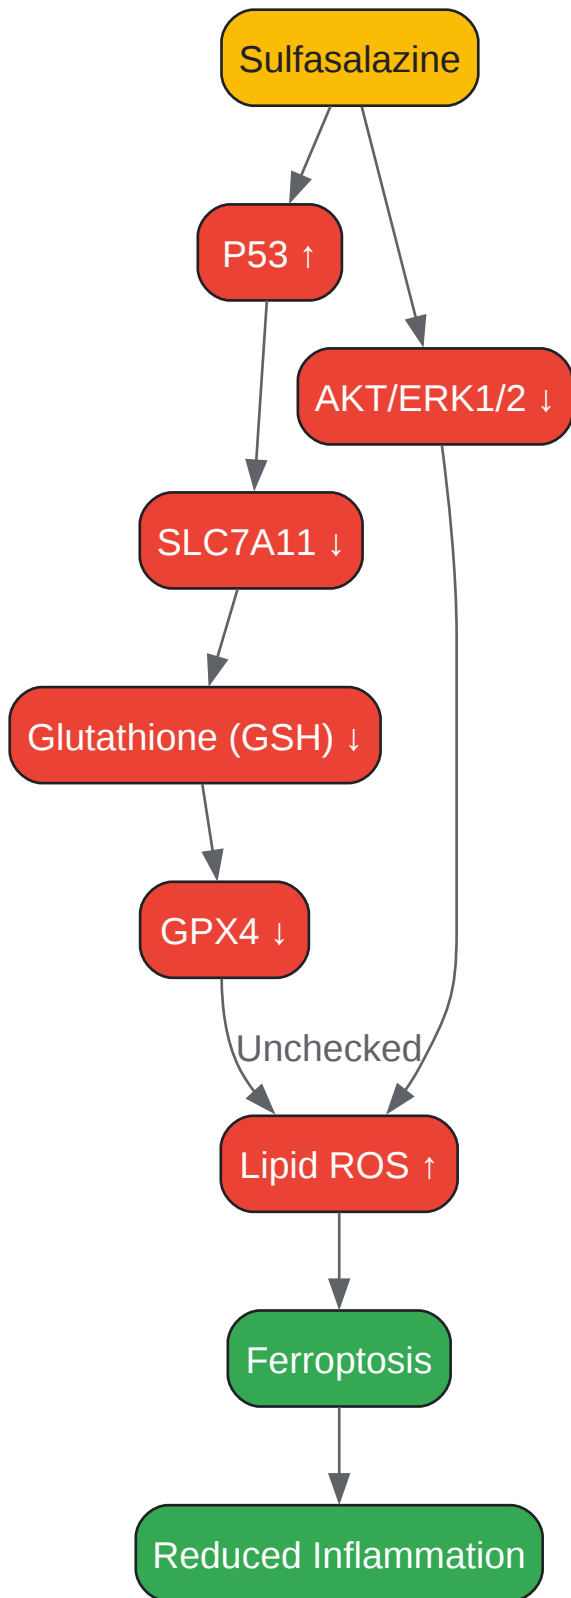 Sulfasalazine
P53 ↑
AKT/ERK1/2 ↓
SLC7A11 ↓
Glutathione (GSH) ↓
GPX4 ↓
Unchecked
Lipid ROS ↑
Ferroptosis
Reduced Inflammation